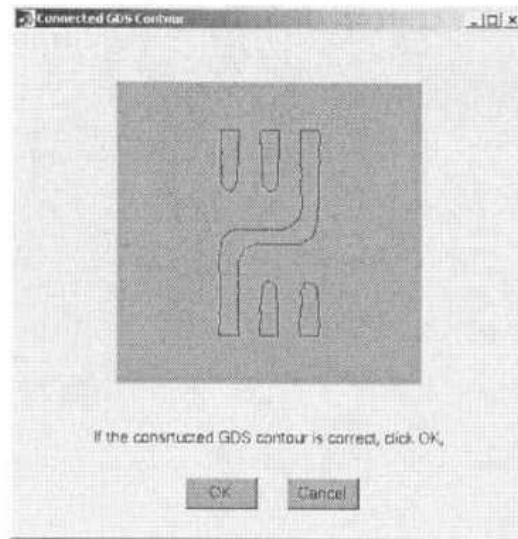 Connected GDS Contour
If the consrtucted GDS contour is correct, click OK,
OK
Cancel